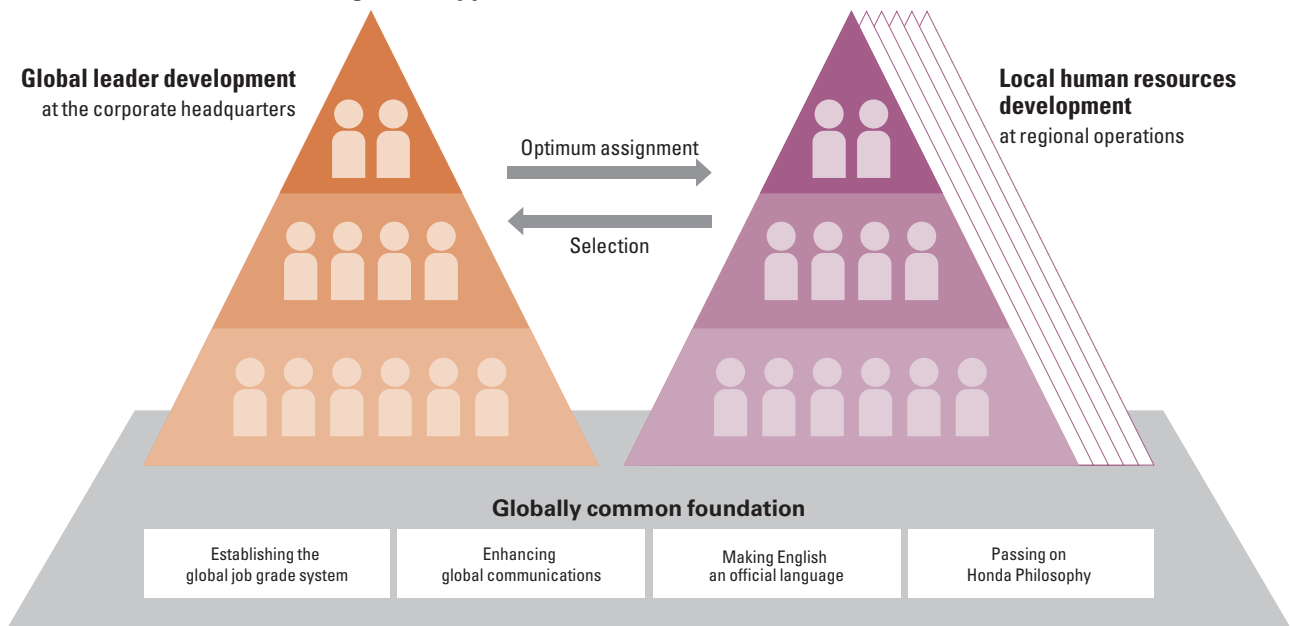 Global leader development
at the corporate headquarters
Local human resources
development
at regional operations
Optimum assignment
Selection
Globally common foundation
Establishing the
global job grade system
Enhancing
global communications
Making English
an official language
Passing on
Honda Philosophy